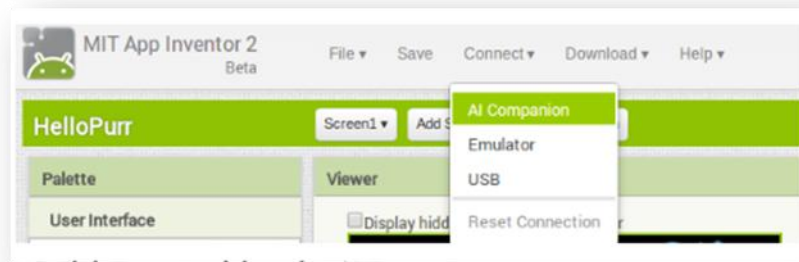 MIT App Inventor 2
Beta
File Save Connect Download Help
HelloPurr
Screen1 Add S
AI Companion
Emulator
USB
Reset Connection
Palette
Viewer
User Interface
Display hidd
r